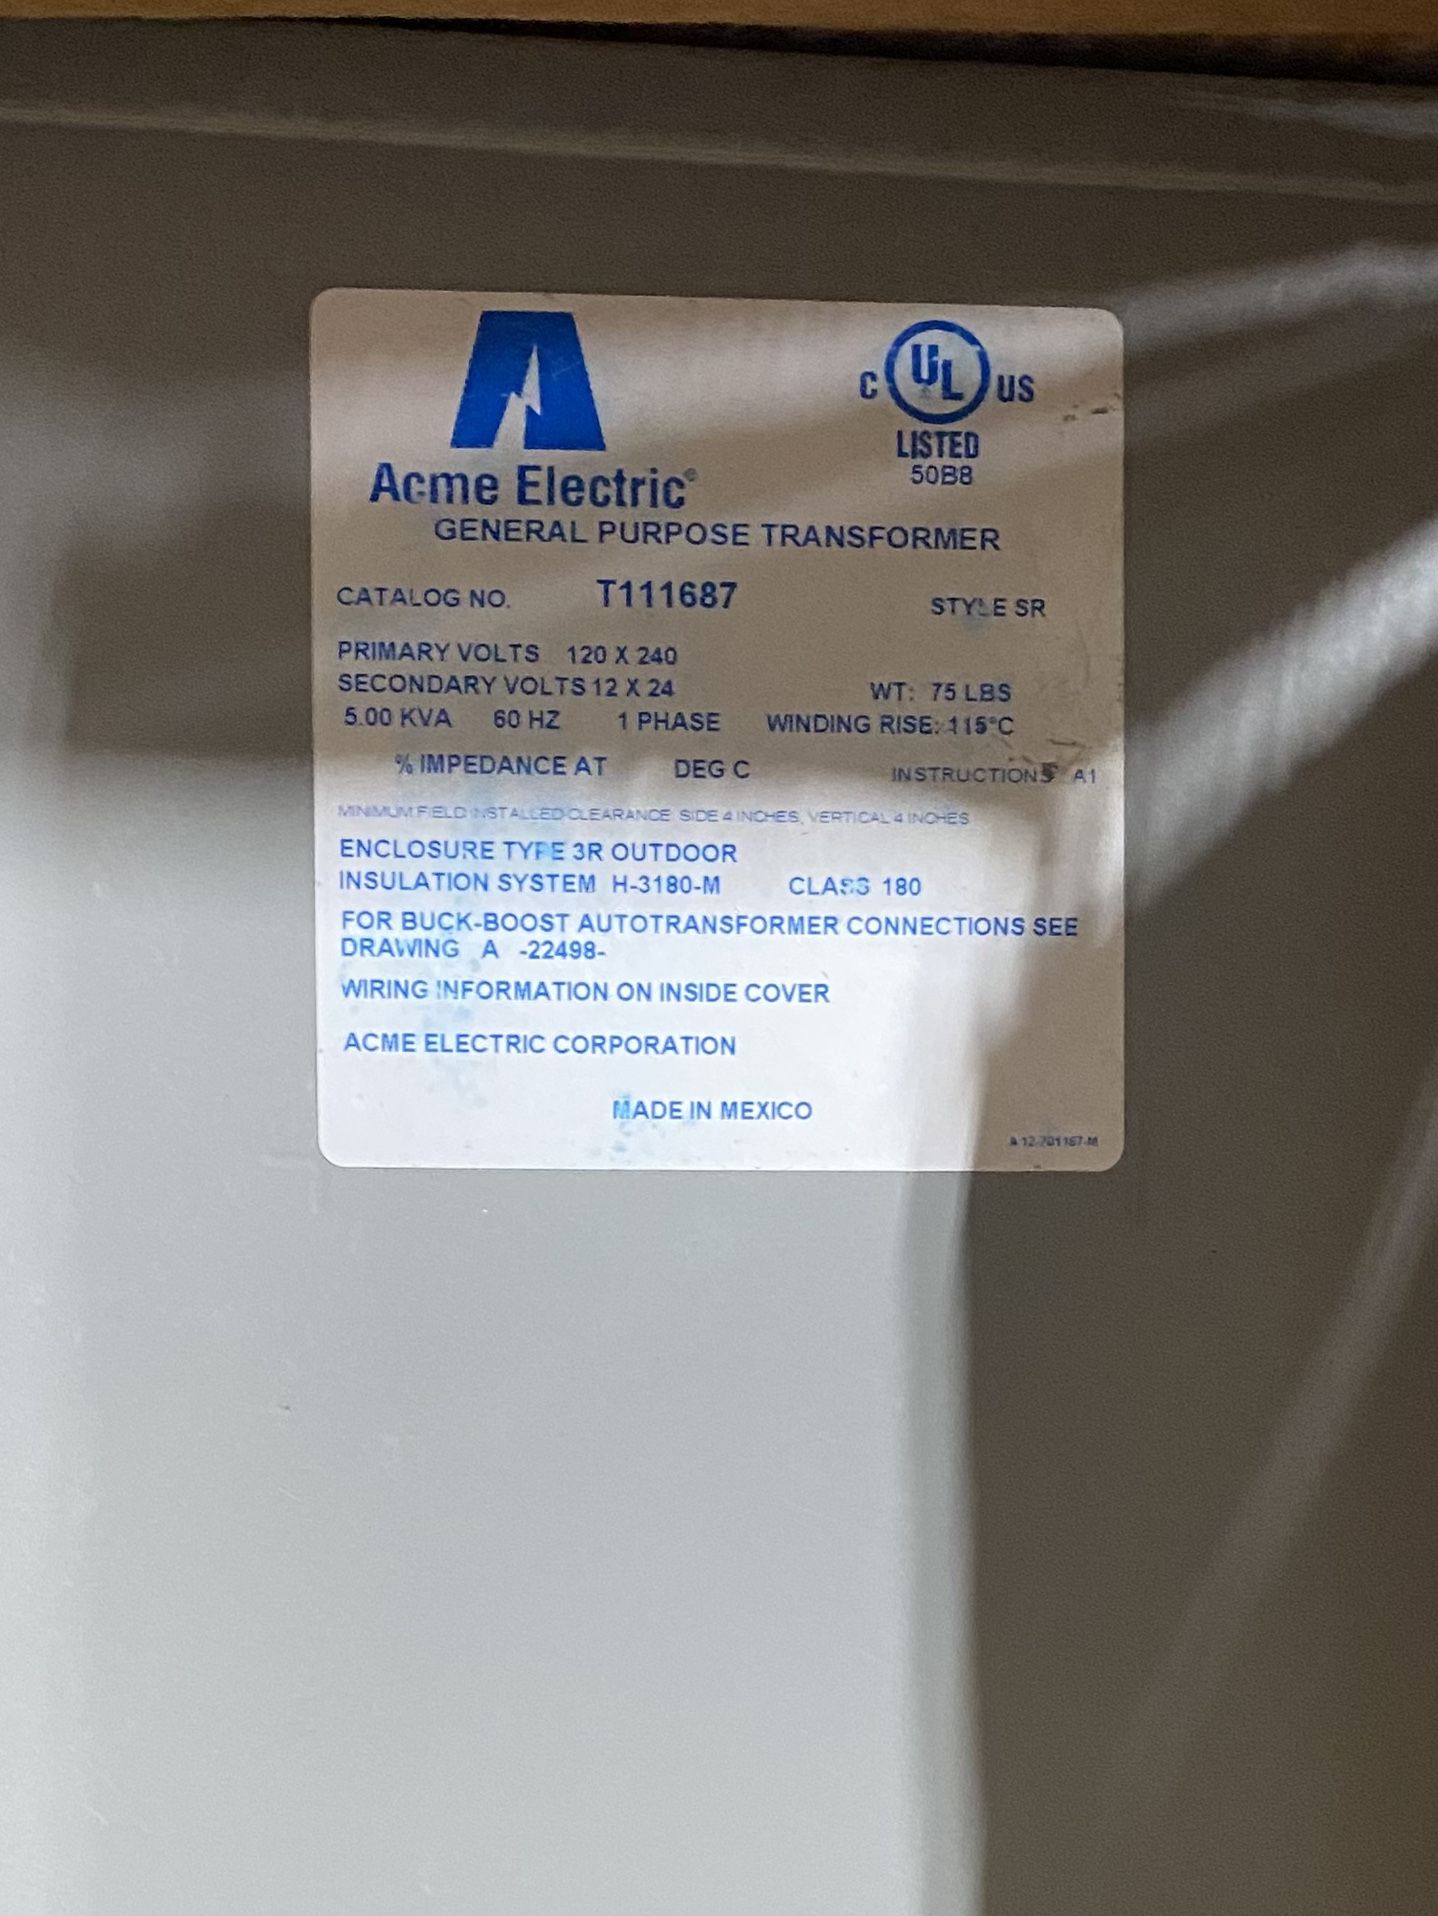 C UL US
LISTED
50B8
Acme Electric®
GENERAL PURPOSE TRANSFORMER
CATALOG NO. T111687 STYLE SR
PRIMARY VOLTS 120 X 240
SECONDARY VOLTS 12 X 24 WT: 75 LBS
5.00 KVA 60 HZ 1 PHASE WINDING RISE: 115°C
% IMPEDANCE AT DEG C INSTRUCTIONS A1
MINIMUM FIELD INSTALLED CLEARANCE: SIDE 4 INCHES, VERTICAL 4 INCHES
ENCLOSURE TYPE 3R OUTDOOR
INSULATION SYSTEM H-3180-M CLASS 180
FOR BUCK-BOOST AUTOTRANSFORMER CONNECTIONS SEE
DRAWING A -22498-
WIRING INFORMATION ON INSIDE COVER
ACME ELECTRIC CORPORATION
MADE IN MEXICO
A-12-701167-M